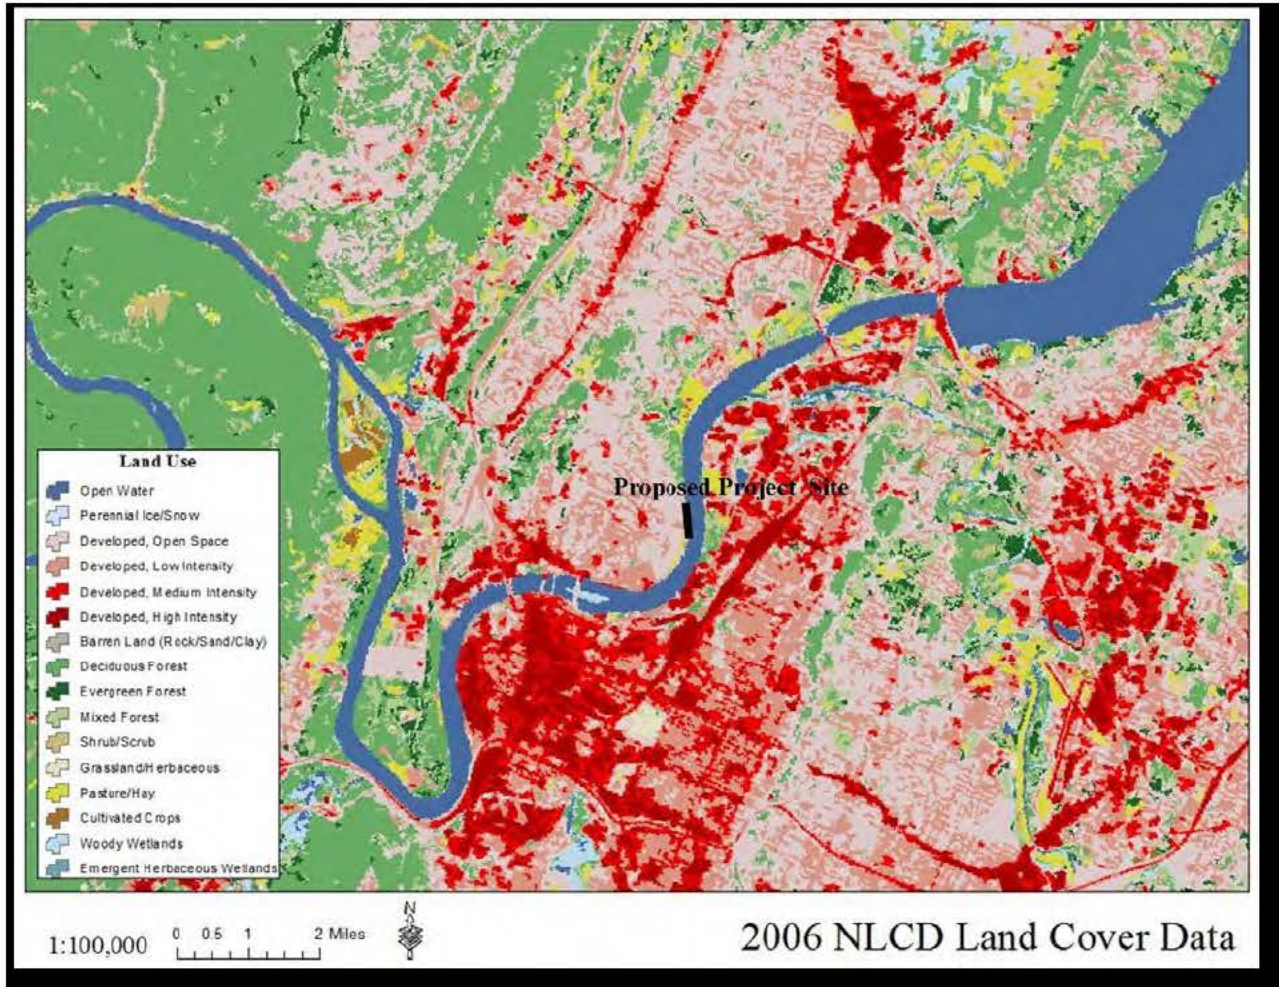 Proposed Project Site
Land Use
Open Water
Perennial Ice/Snow
Developed, Open Space
Developed, Low Intensity
Developed, Medium Intensity
Developed, High Intensity
Barren Land (Rock/Sand/Clay)
Deciduous Forest
Evergreen Forest
Mixed Forest
Shrub/Scrub
Grassland/Herbaceous
Pasture/Hay
Cultivated Crops
Woody Wetlands
Emergent Herbaceous Wetlands
1:100,000
0 0.5 1 2 Miles
N
2006 NLCD Land Cover Data